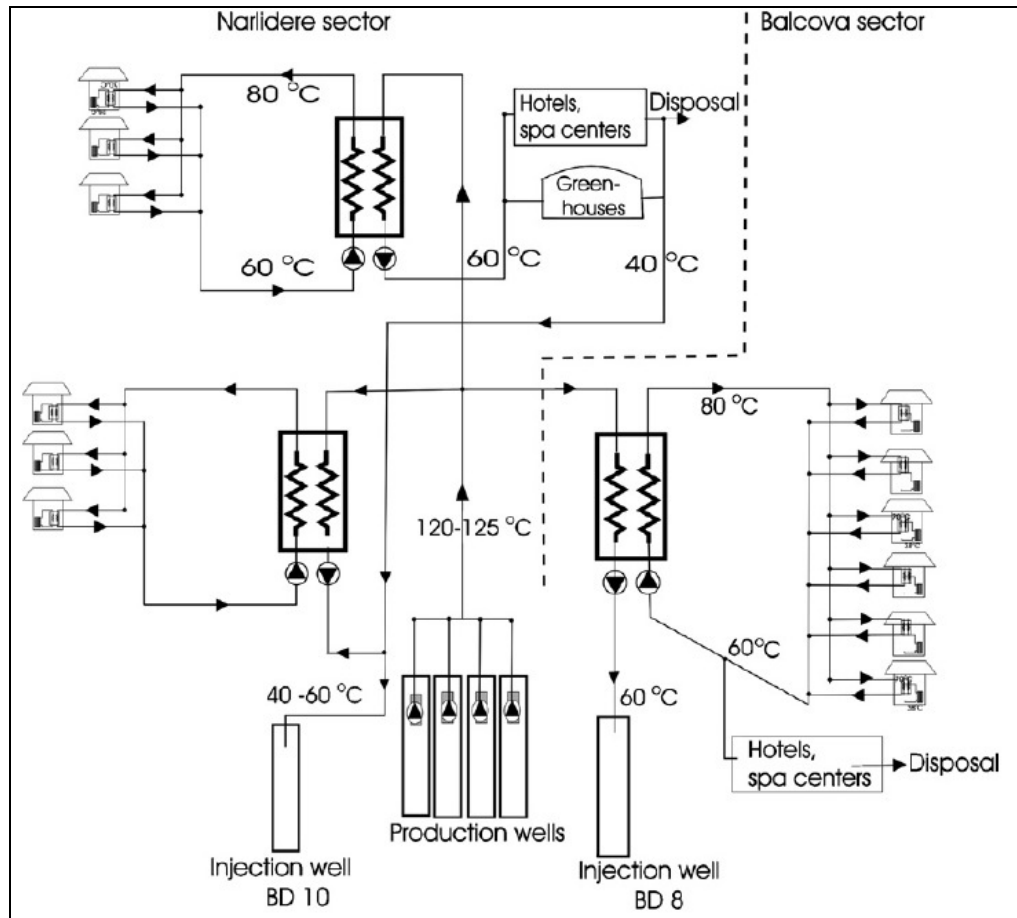 Narlidere sector
Balcova sector
80 °C
Hotels,
spa centers
Disposal
Green-
houses
60 °C
60 °C
40 °C
80 °C
120-125 °C
60°C
40 -60 °C
60 °C
Hotels,
spa centers
Disposal
Production wells
Injection well
BD 10
Injection well
BD 8